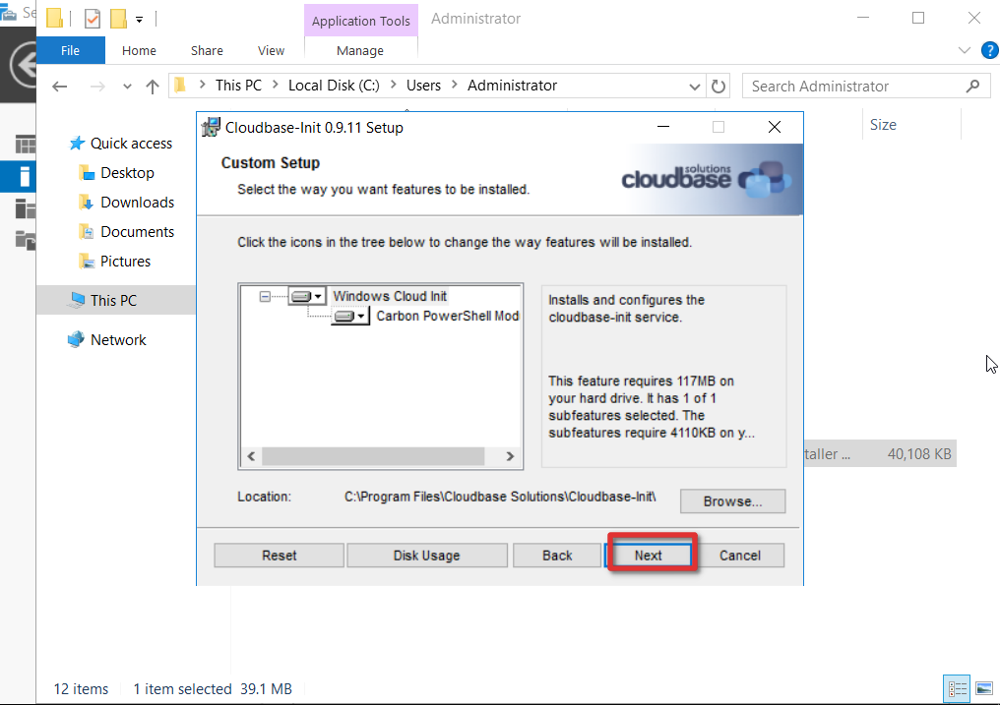 Se
Application Tools
Administrator
File
Home
Share
View
Manage
?
This PC
Local Disk (C:)
Users
Administrator
Search Administrator
Size
Quick access
Desktop
Downloads
Documents
Pictures
This PC
Network
Cloudbase-Init 0.9.11 Setup
Custom Setup
Select the way you want features to be installed.
cloudbase solutions
Click the icons in the tree below to change the way features will be installed.
Windows Cloud Init
Carbon PowerShell Mod
Installs and configures the
cloudbase-init service.
This feature requires 117MB on
your hard drive. It has 1 of 1
subfeatures selected. The
subfeatures require 4110KB on y...
taller ...
40,108 KB
Location:
C:\Program Files\Cloudbase Solutions\Cloudbase-Init\
Browse...
Reset
Disk Usage
Back
Next
Cancel
12 items
1 item selected 39.1 MB